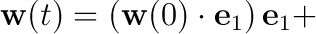 𝐰(t) = (𝐰(0) · 𝐞₁) 𝐞₁+